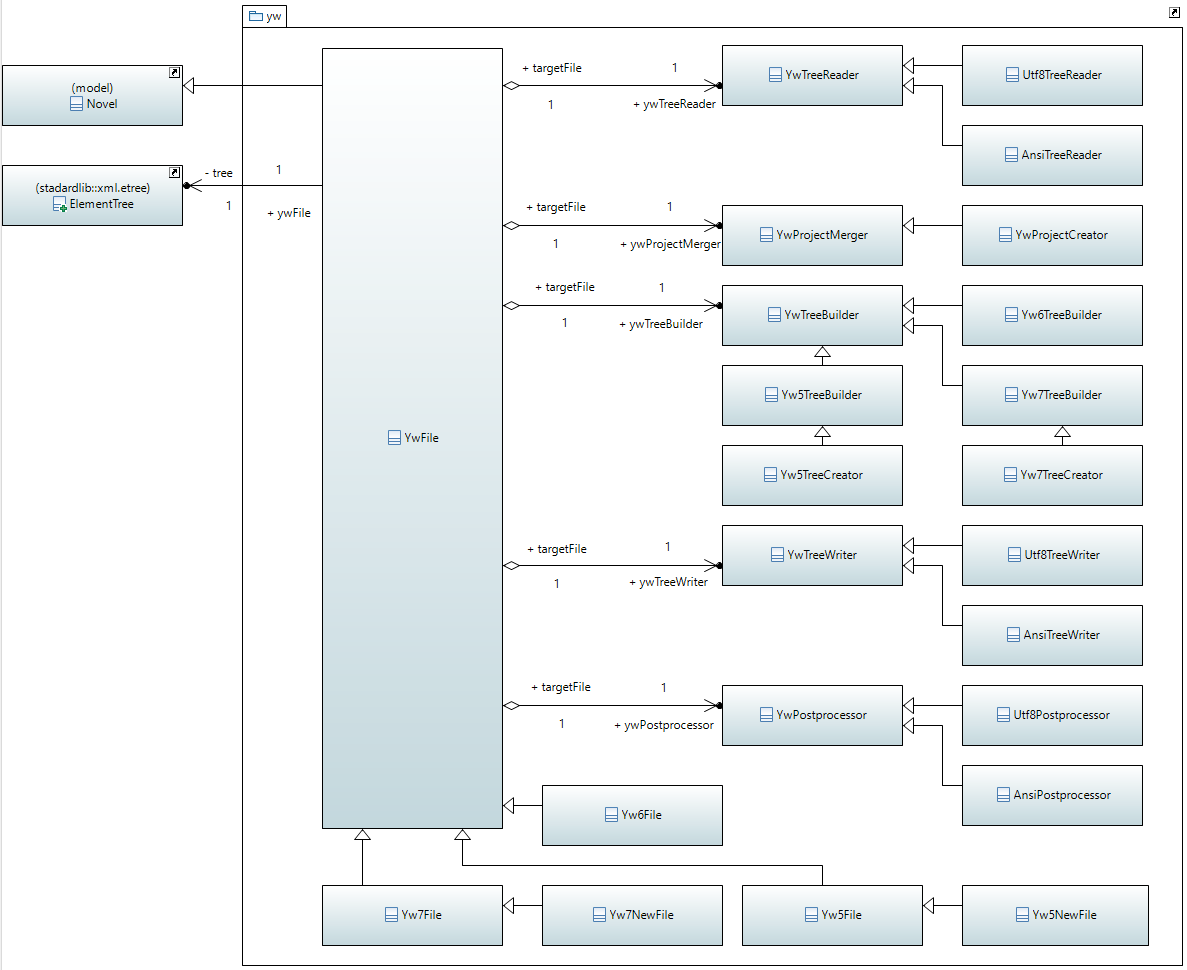 yw
(model)
Novel
(stadardlib::xml.etree)
ElementTree
- tree
1
1
+ ywFile
YwFile
+ targetFile
1
1
+ ywTreeReader
YwTreeReader
Utf8TreeReader
AnsiTreeReader
+ targetFile
1
1
+ ywProjectMerger
YwProjectMerger
YwProjectCreator
+ targetFile
1
1
+ ywTreeBuilder
YwTreeBuilder
Yw6TreeBuilder
Yw5TreeBuilder
Yw7TreeBuilder
Yw5TreeCreator
Yw7TreeCreator
+ targetFile
1
1
+ ywTreeWriter
YwTreeWriter
Utf8TreeWriter
AnsiTreeWriter
+ targetFile
1
1
+ ywPostprocessor
YwPostprocessor
Utf8Postprocessor
AnsiPostprocessor
Yw6File
Yw7File
Yw7NewFile
Yw5File
Yw5NewFile